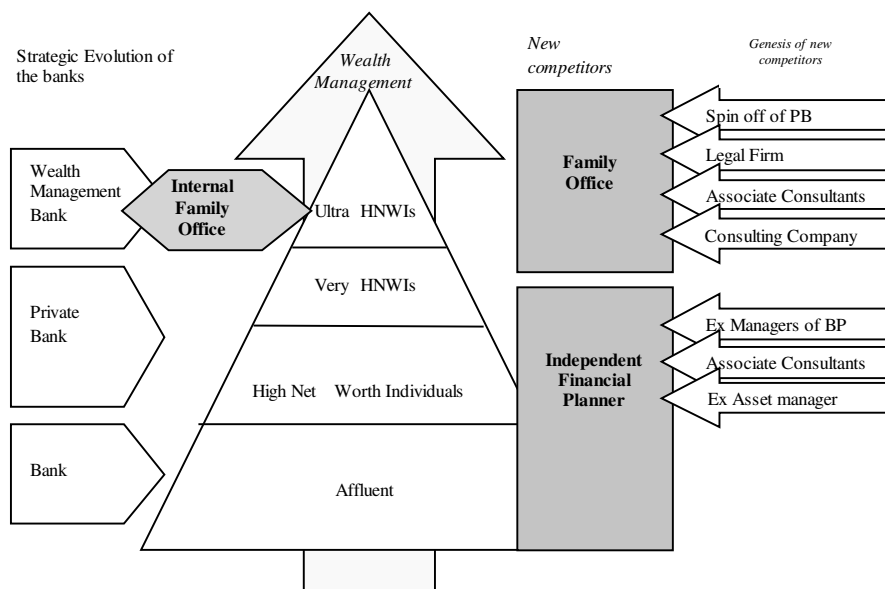 Strategic Evolution of
the banks
Wealth
Management
New
competitors
Genesis of new
competitors
Wealth
Management
Bank
Internal
Family
Office
Private
Bank
Bank
Ultra HNWIs
Very HNWIs
High Net Worth Individuals
Affluent
Family
Office
Independent
Financial
Planner
Spin off of PB
Legal Firm
Associate Consultants
Consulting Company
Ex Managers of BP
Associate Consultants
Ex Asset manager